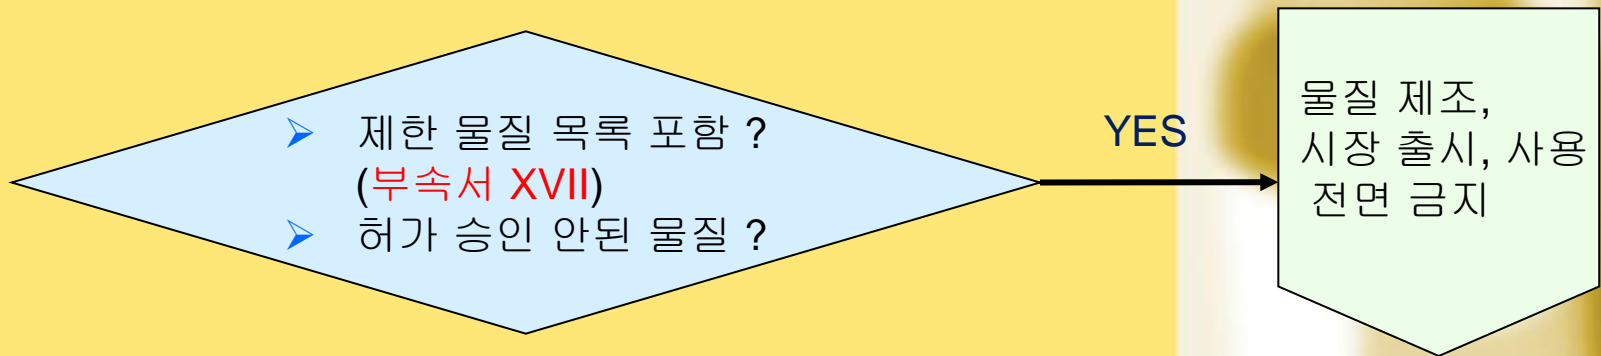 ➢ 제한 물질 목록 포함 ?
(부속서 XVII)
➢ 허가 승인 안된 물질 ?
YES
물질 제조,
시장 출시, 사용
전면 금지